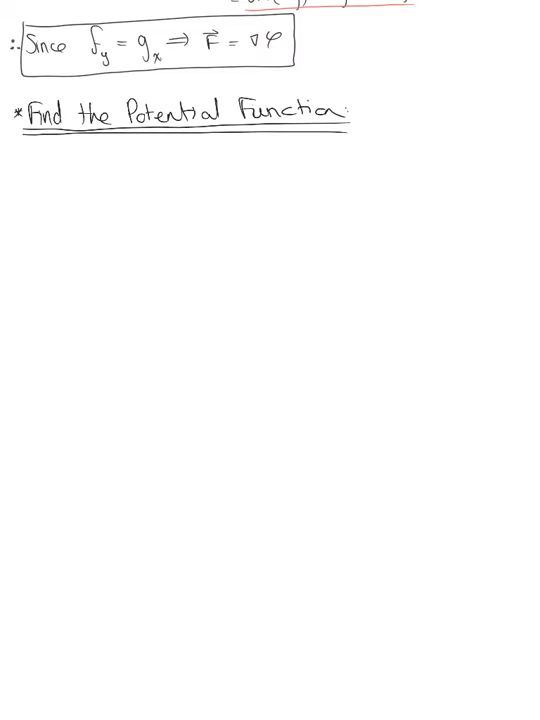 ∴ Since f_y = g_x ⇒ F⃗ = ∇φ
* Find the Potential Function: